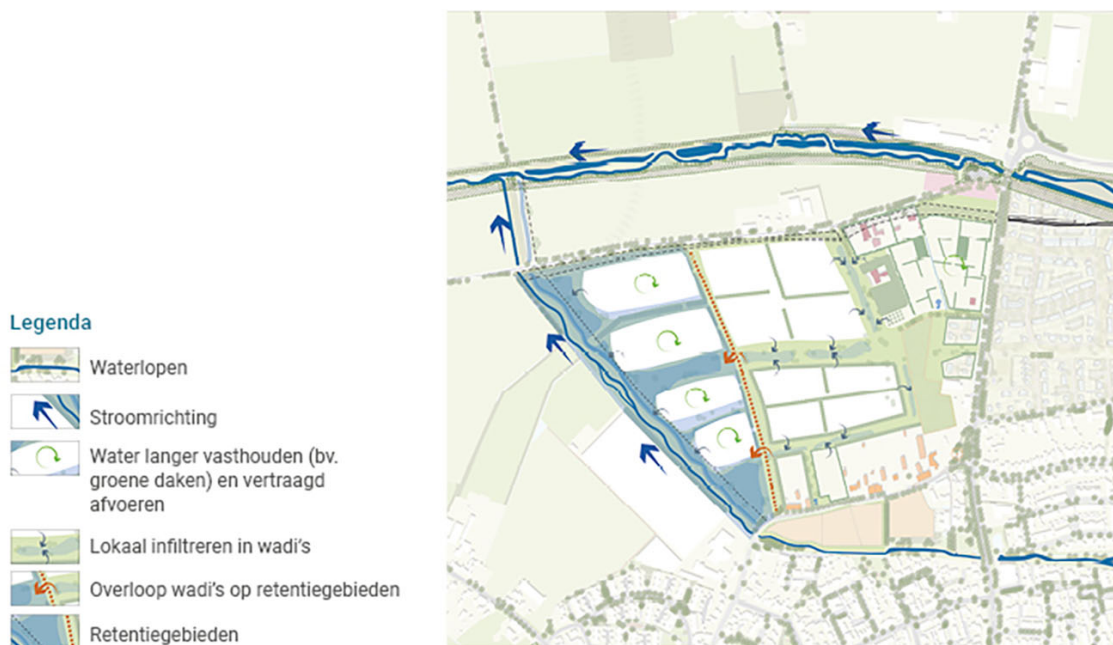 Legenda
Waterlopen
Stroomrichting
Water langer vasthouden (bv.
groene daken) en vertraagd
afvoeren
Lokaal infiltreren in wadi's
Overloop wadi's op retentiegebieden
Retentiegebieden